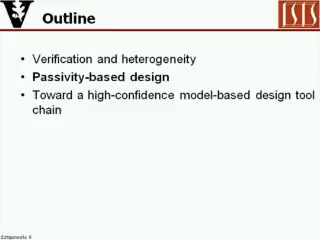 Outline
ISIS
• Verification and heterogeneity
• Passivity-based design
• Toward a high-confidence model-based design tool
chain